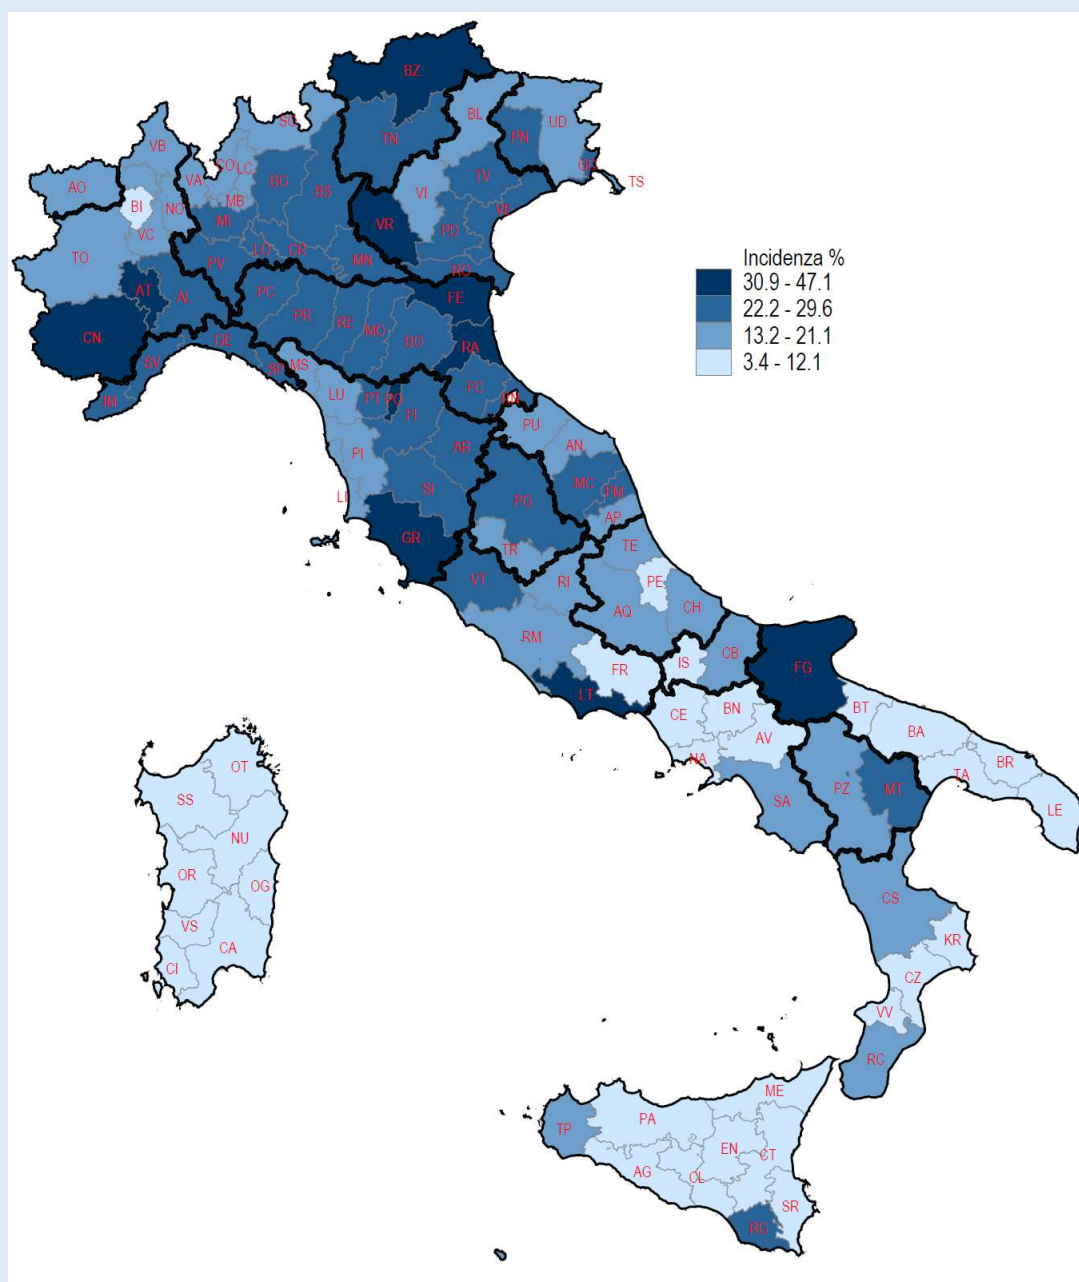 BZ
BL
UD
TN
PN
SO
VB
GO
TS
CO
LC
VA
AO
BG
TV
BS
VI
BI
NO
MB
VE
MI
VR
PD
VC
TO
LO
CR
MN
PV
RO
AT
AL
PC
FE
PR
RE
MO
BO
CN
GE
RA
SV
SP
MS
FC
LU
PT
PO
RN
IM
FI
PU
AN
AR
PI
MC
SI
FM
LI
PG
AP
GR
TR
TE
VT
RI
PE
AQ
CH
RM
CB
FR
IS
FG
LT
BT
CE
BN
BA
AV
NA
BR
TA
PZ
MT
SA
LE
OT
SS
NU
OR
OG
CS
VS
KR
CA
CI
CZ
VV
RC
ME
PA
TP
EN
CT
AG
CL
SR
RG
Incidenza %
30.9 - 47.1
22.2 - 29.6
13.2 - 21.1
3.4 - 12.1